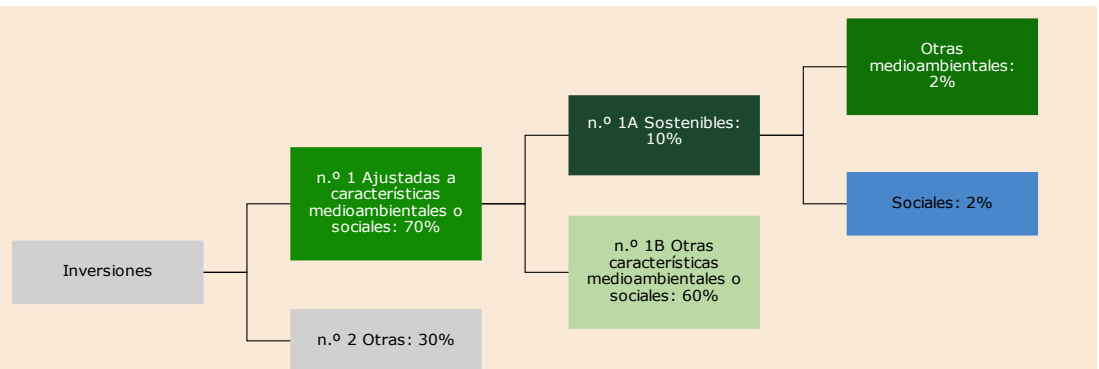 Inversiones
n.º 1 Ajustadas a
características
medioambientales o
sociales: 70%
n.º 2 Otras: 30%
n.º 1A Sostenibles:
10%
n.º 1B Otras
características
medioambientales o
sociales: 60%
Otras
medioambientales:
2%
Sociales: 2%